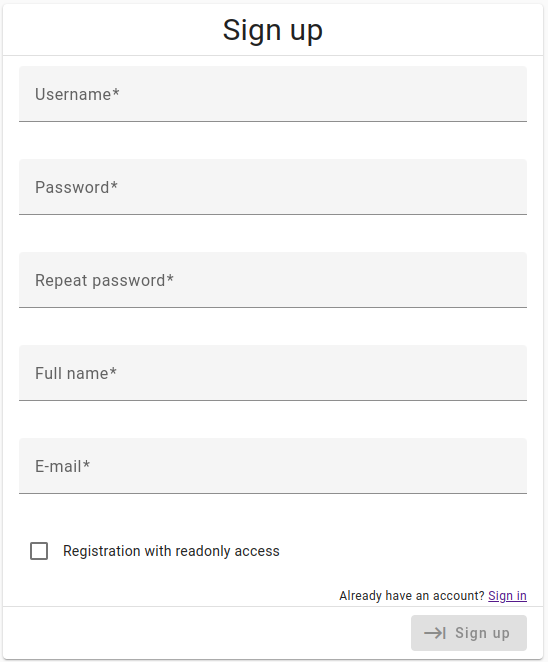 Sign up
Username*
Password*
Repeat password*
Full name*
E-mail*
Registration with readonly access
Already have an account? Sign in
Sign up